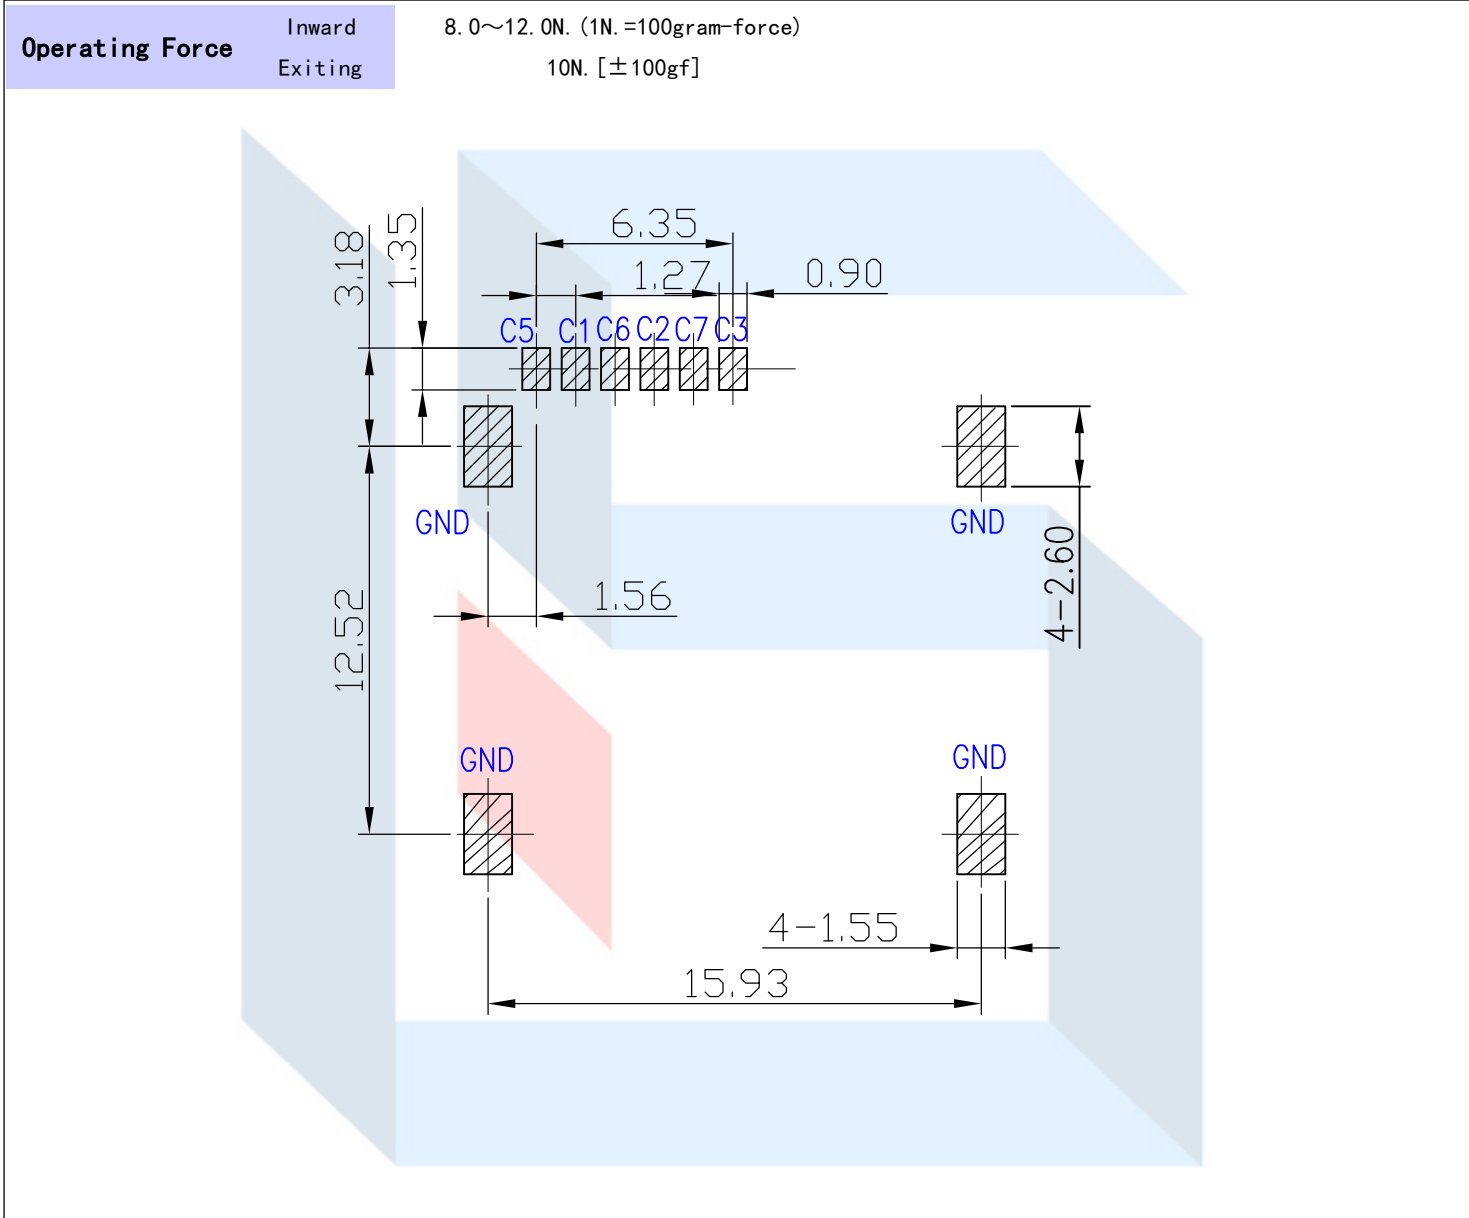 Operating Force
Inward 8.0～12.0N.(1N.=100gram-force)
Exiting 10N.[±100gf]
6.35
1.27
0.90
3.18
1.35
C5 C1 C6 C2 C7 C3
GND GND
4-2.60
1.56
12.52
GND GND
4-1.55
15.93